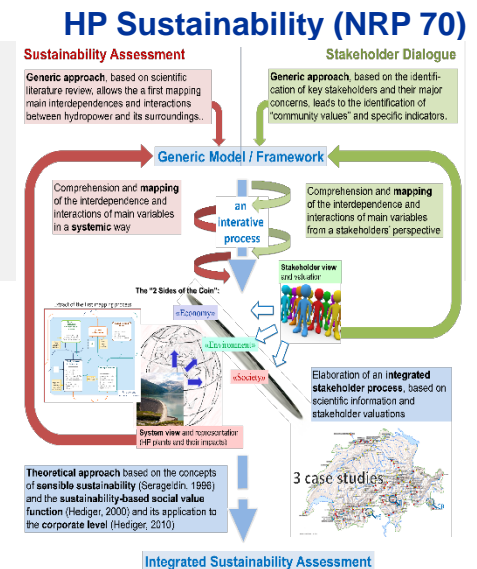 HP Sustainability (NRP 70)
Sustainability Assessment
Stakeholder Dialogue
Generic approach, based on scientific
literature review, allows the a first mapping
main interdependences and interactions
between hydropower and its surroundings..
Generic approach, based on the identifi-
cation of key stakeholders and their major
concerns, leads to the identification of
"community values" and specific indicators.
Generic Model / Framework
Comprehension and mapping
of the interdependence and
interactions of main variables
in a systemic way
an
interative
process
Comprehension and mapping
of the interdependence and
interactions of main variables
from a stakeholders' perspective
Stakeholder view
and valuation
The "2 Sides of the Coin":
result of the first mapping process
«Economy»
«Environment»
«Society»
System view and representation
(HP plants and their impacts)
Elaboration of an integrated
stakeholder process, based on
scientific information and
stakeholder valuations
3 case studies
Theoretical approach based on the concepts
of sensible sustainability (Serageldin. 1996)
and the sustainability-based social value
function (Hediger, 2000) and its application to
the corporate level (Hediger, 2010)
Integrated Sustainability Assessment